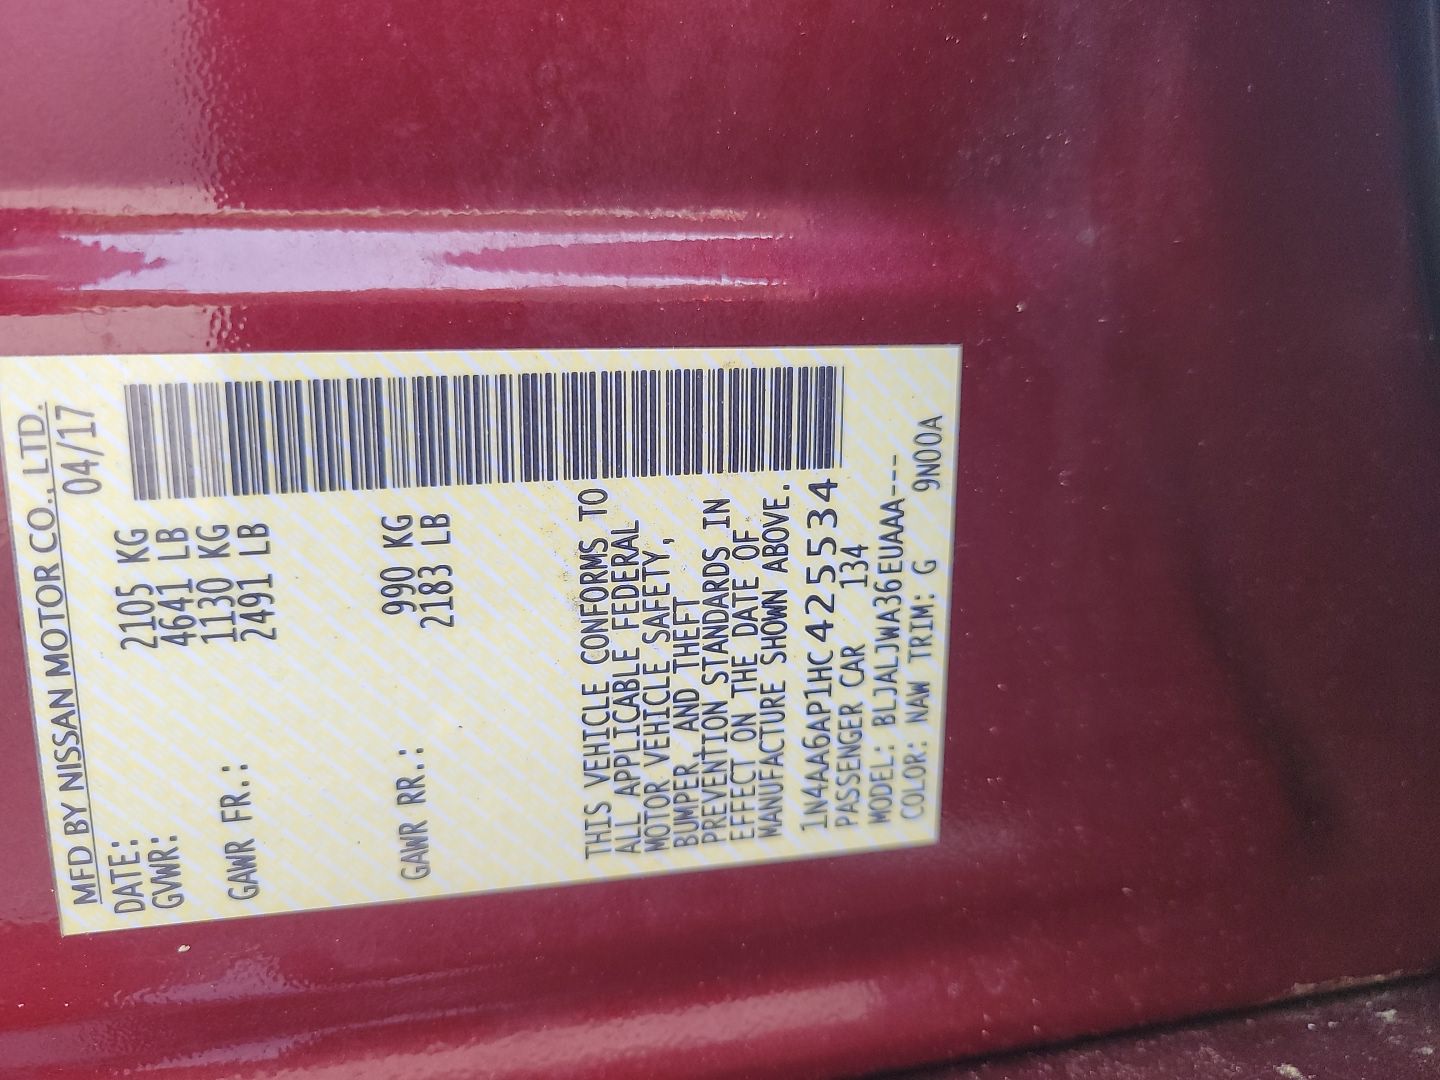 MFD BY NISSAN MOTOR CO., LTD.
DATE: 04/17
GVWR: 2105 KG
4641 LB
GAWR FR.: 1130 KG
2491 LB
GAWR RR.: 990 KG
2183 LB
THIS VEHICLE CONFORMS TO
ALL APPLICABLE FEDERAL
MOTOR VEHICLE SAFETY,
BUMPER, AND THEFT
PREVENTION STANDARDS IN
EFFECT ON THE DATE OF
MANUFACTURE SHOWN ABOVE.
1N4AA6AP1HC425534
PASSENGER CAR 134
MODEL: BLJALJWA36EUAAA---
COLOR: NAW TRIM: G 9N00A